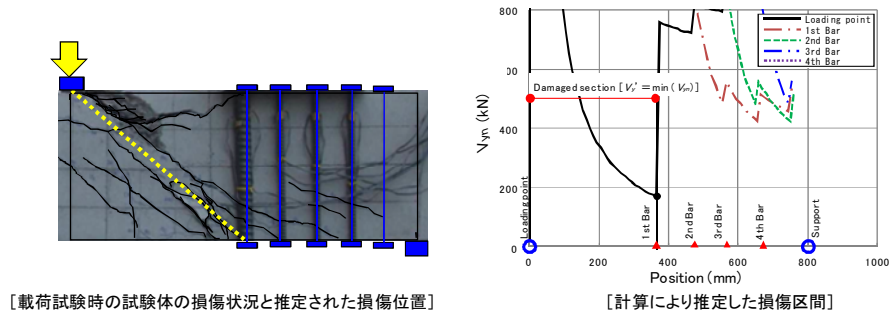 800
600
400
200
0
V yn (kN)
Loading point
1st Bar
2nd Bar
3rd Bar
4th Bar
Damaged section [ Vy* = min ( Vyn )]
Loading point
1st Bar
2nd Bar
3rd Bar
4th Bar
Support
0 200 400 600 800 1000
Position (mm)
[載荷試験時の試験体の損傷状況と推定された損傷位置]
[計算により推定した損傷区間]